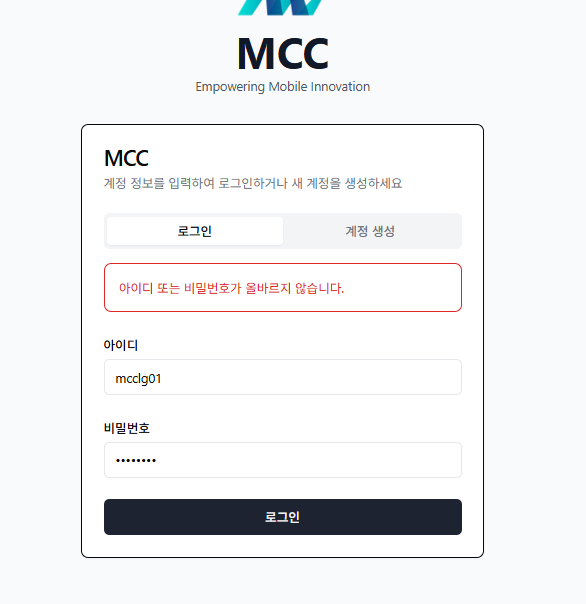 MCC
Empowering Mobile Innovation
MCC
계정 정보를 입력하여 로그인하거나 새 계정을 생성하세요
로그인
계정 생성
아이디 또는 비밀번호가 올바르지 않습니다.
아이디
mcclg01
비밀번호
••••••••
로그인